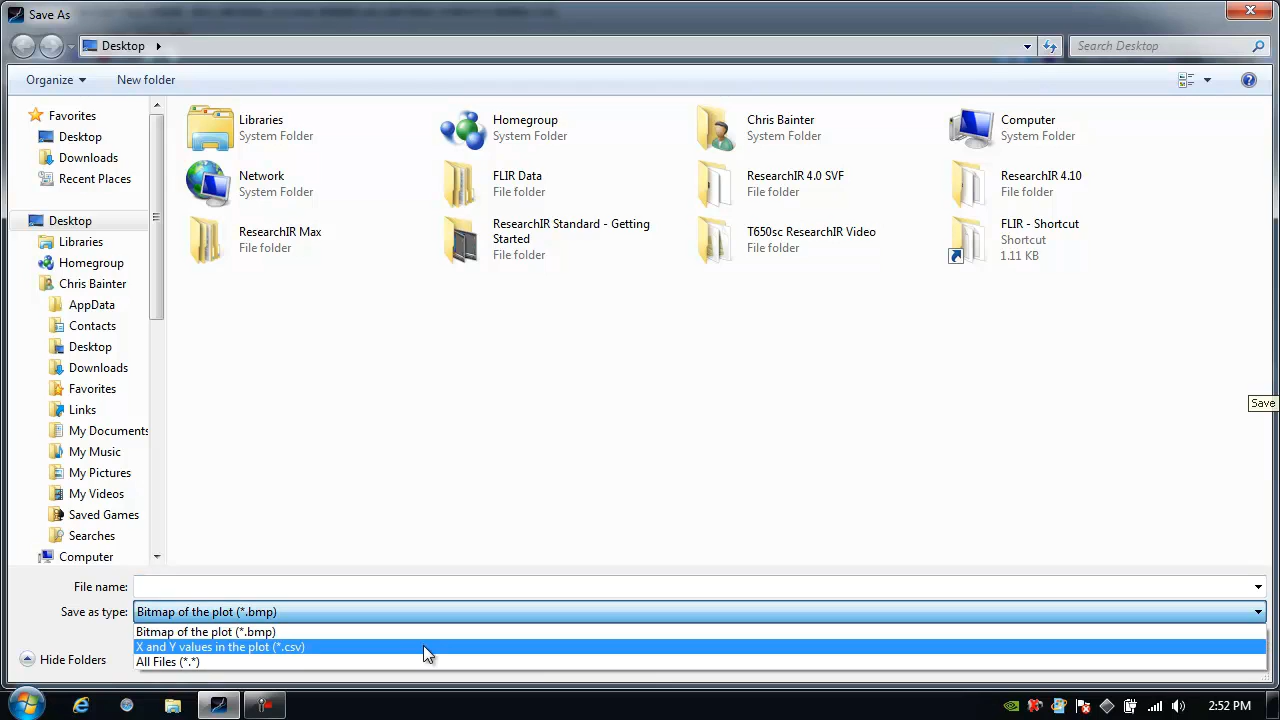 Save As
Desktop
Search Desktop
Organize
New folder
Favorites
Desktop
Downloads
Recent Places
Desktop
Libraries
Homegroup
Chris Bainter
AppData
Contacts
Desktop
Downloads
Favorites
Links
My Documents
My Music
My Pictures
My Videos
Saved Games
Searches
Computer
Libraries
System Folder
Homegroup
System Folder
Chris Bainter
System Folder
Computer
System Folder
Network
System Folder
FLIR Data
File folder
ResearchIR 4.0 SVF
File folder
ResearchIR 4.10
File folder
ResearchIR Max
File folder
ResearchIR Standard - Getting
Started
File folder
T650sc ResearchIR Video
File folder
FLIR - Shortcut
Shortcut
1.11 KB
Save
File name:
Save as type: Bitmap of the plot (*.bmp)
Bitmap of the plot (*.bmp)
X and Y values in the plot (*.csv)
All Files (*.*)
Hide Folders
2:52 PM